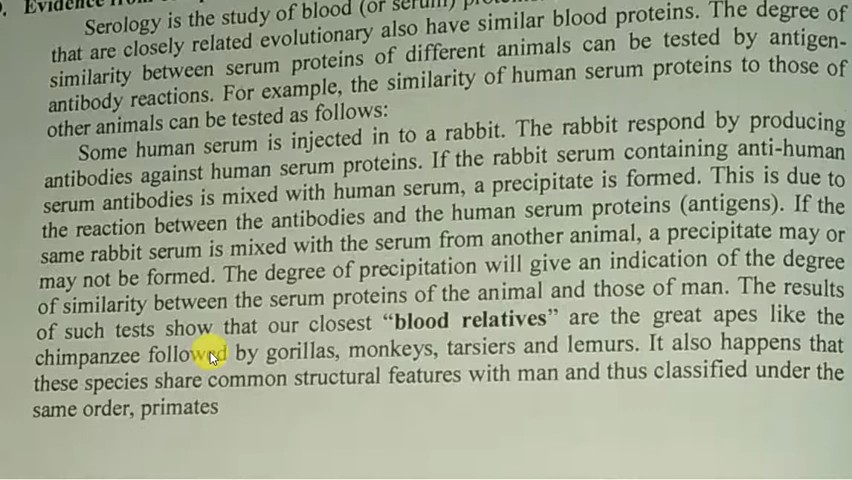 Evidence from
Serology is the study of blood (or serum)
that are closely related evolutionary also have similar blood proteins. The degree of
similarity between serum proteins of different animals can be tested by antigen-
antibody reactions. For example, the similarity of human serum proteins to those of
other animals can be tested as follows:
Some human serum is injected in to a rabbit. The rabbit respond by producing
antibodies against human serum proteins. If the rabbit serum containing anti-human
serum antibodies is mixed with human serum, a precipitate is formed. This is due to
the reaction between the antibodies and the human serum proteins (antigens). If the
same rabbit serum is mixed with the serum from another animal, a precipitate may or
may not be formed. The degree of precipitation will give an indication of the degree
of similarity between the serum proteins of the animal and those of man. The results
of such tests show that our closest “blood relatives” are the great apes like the
chimpanzee followed by gorillas, monkeys, tarsiers and lemurs. It also happens that
these species share common structural features with man and thus classified under the
same order, primates